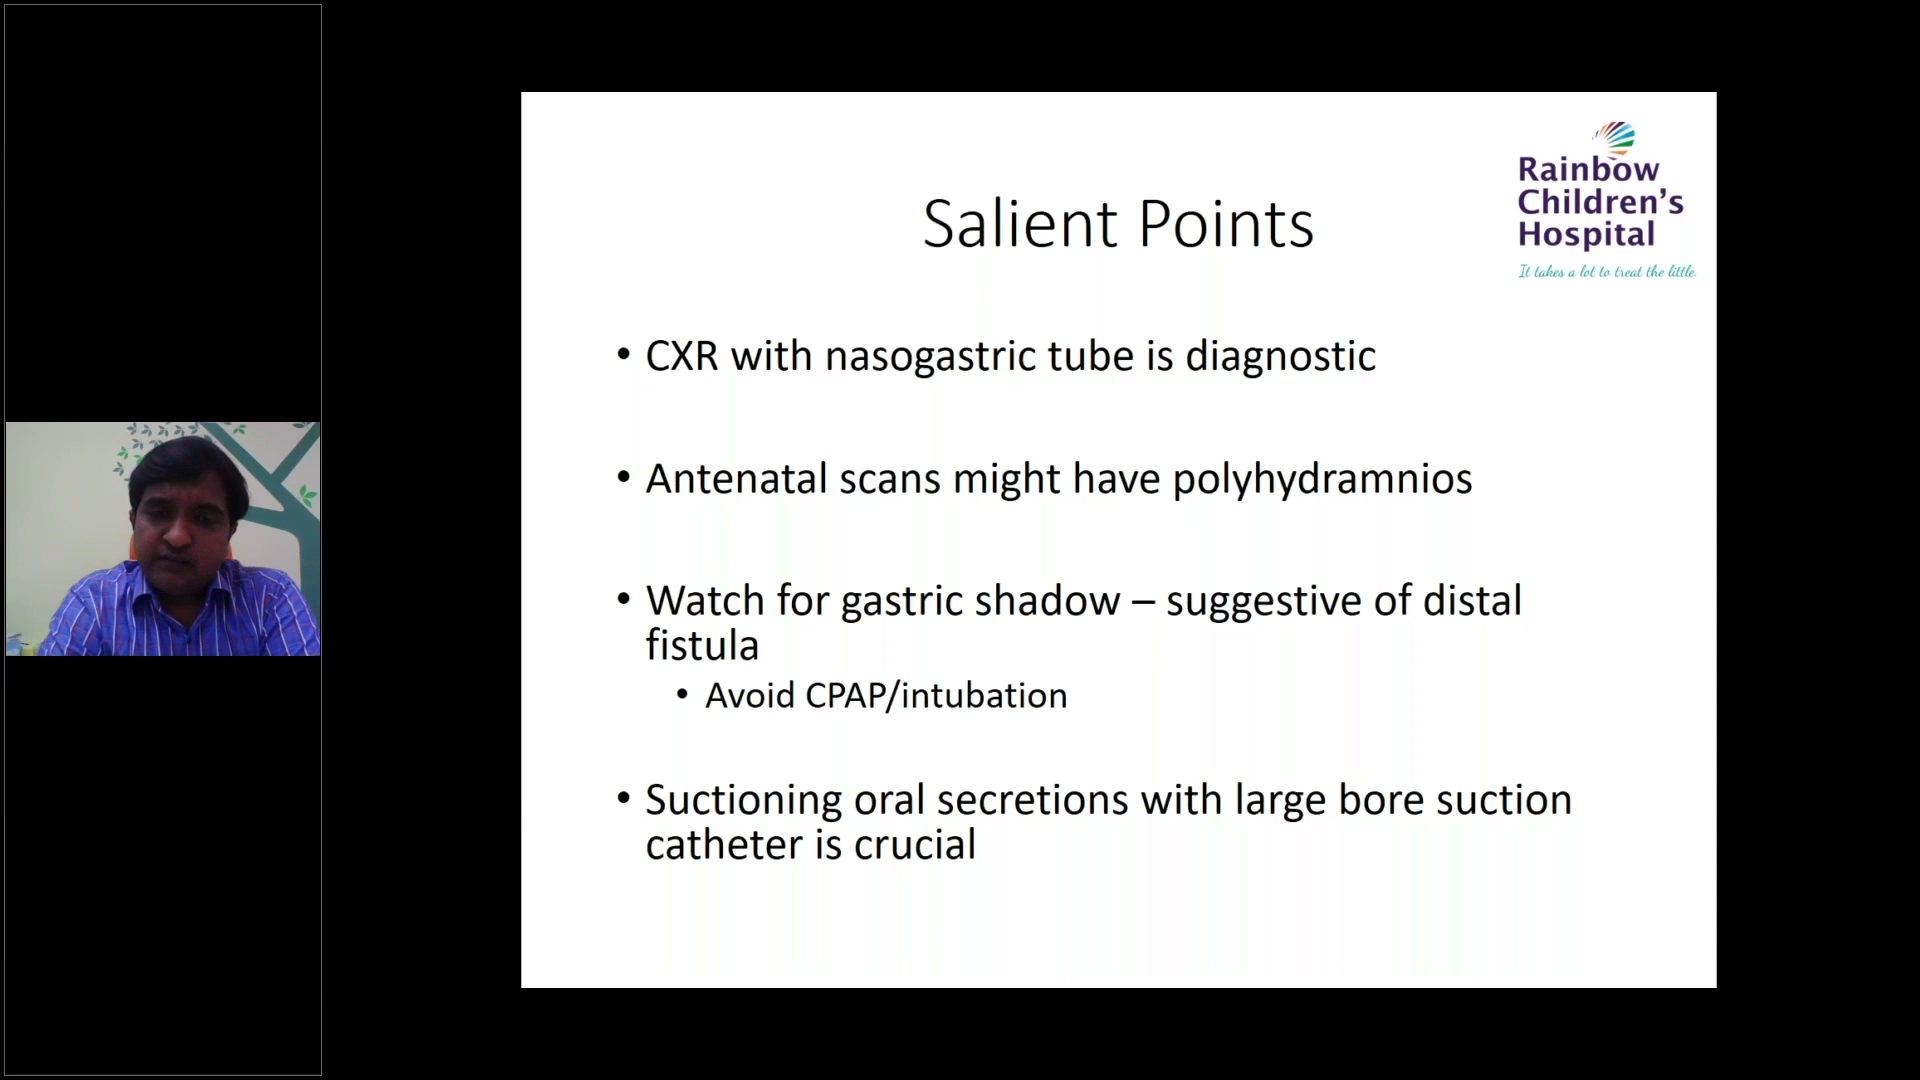 Rainbow
Children's
Hospital
It takes a lot to treat the little.
Salient Points
• CXR with nasogastric tube is diagnostic
• Antenatal scans might have polyhydramnios
• Watch for gastric shadow – suggestive of distal
fistula
• Avoid CPAP/intubation
• Suctioning oral secretions with large bore suction
catheter is crucial